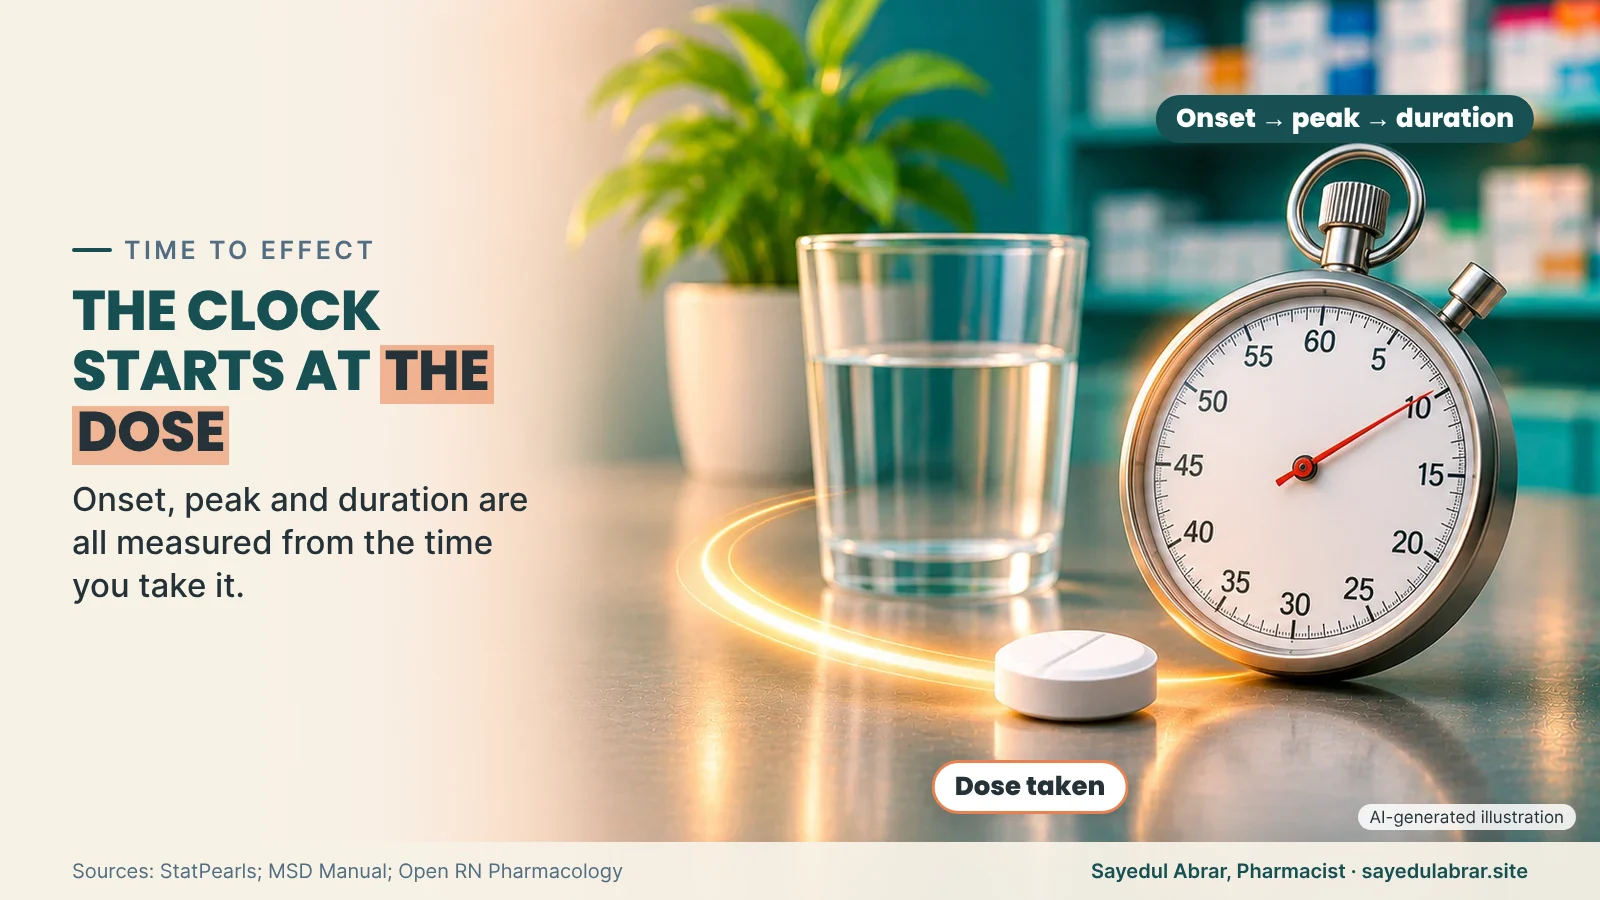 TIME TO EFFECT
THE CLOCK
STARTS AT THE
DOSE
Onset, peak and duration are
all measured from the time
you take it.
Onset → peak → duration
60
5
10
15
20
25
30
35
40
45
50
55
Dose taken
AI-generated illustration
Sources: StatPearls; MSD Manual; Open RN Pharmacology
Sayedul Abrar, Pharmacist · sayedulabrar.site